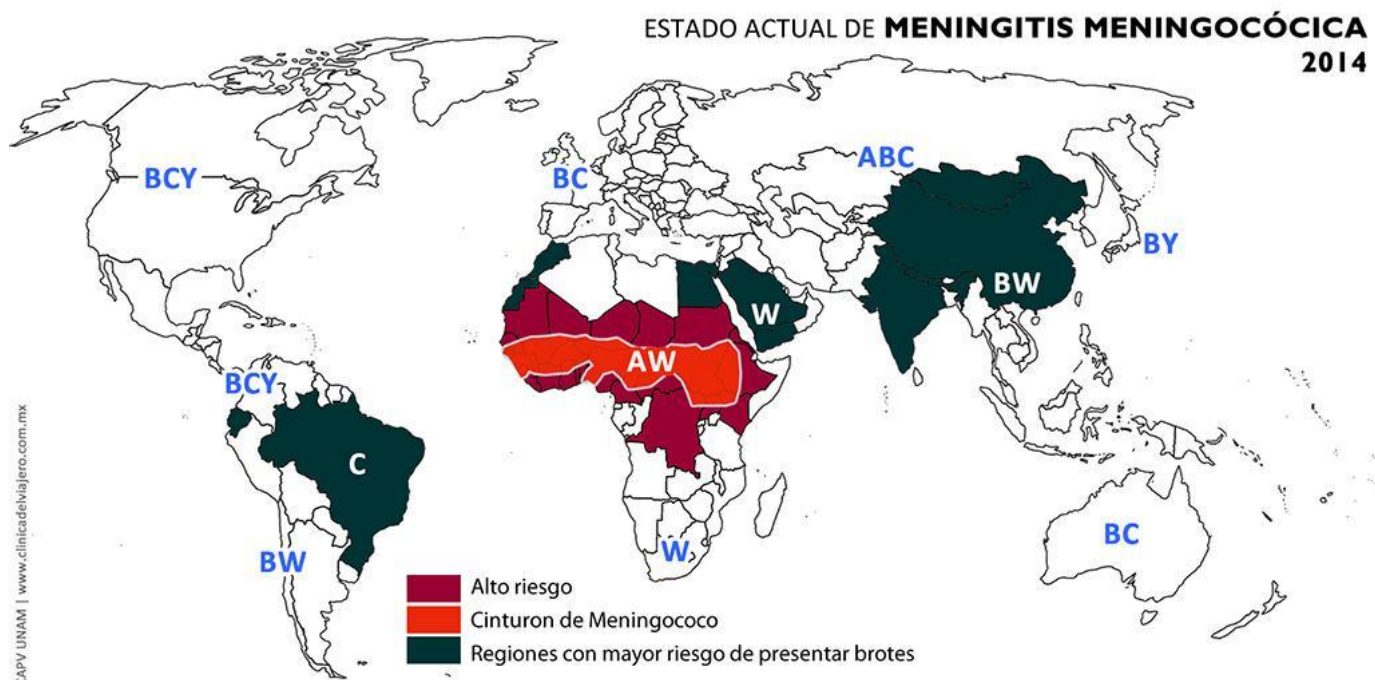 ESTADO ACTUAL DE MENINGITIS MENINGOCÓCICA
2014
BCY
BC
ABC
BY
BW
W
AW
BCY
C
BW
W
BC
Alto riesgo
Cinturon de Meningococo
Regiones con mayor riesgo de presentar brotes
CAPV UNAM | www.clinicadelviajero.com.mx